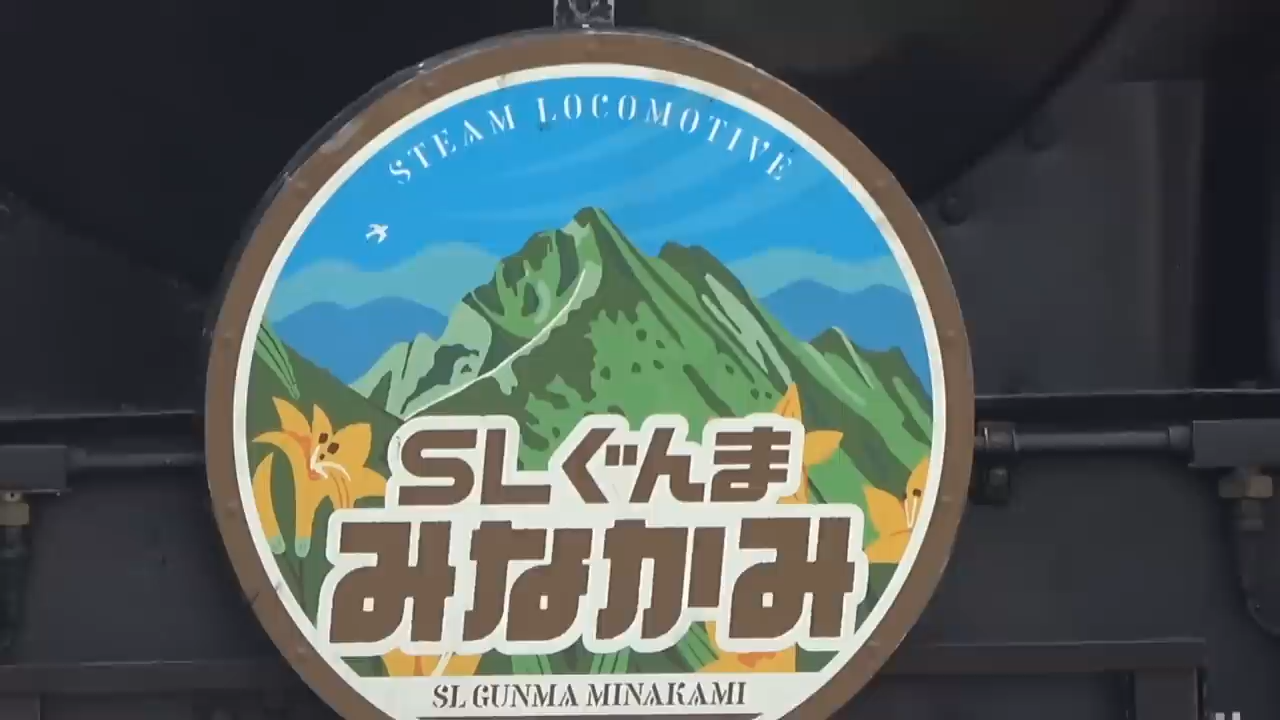 STEAM LOCOMOTIVE
SLぐんま
みなかみ
SL GUNMA MINAKAMI